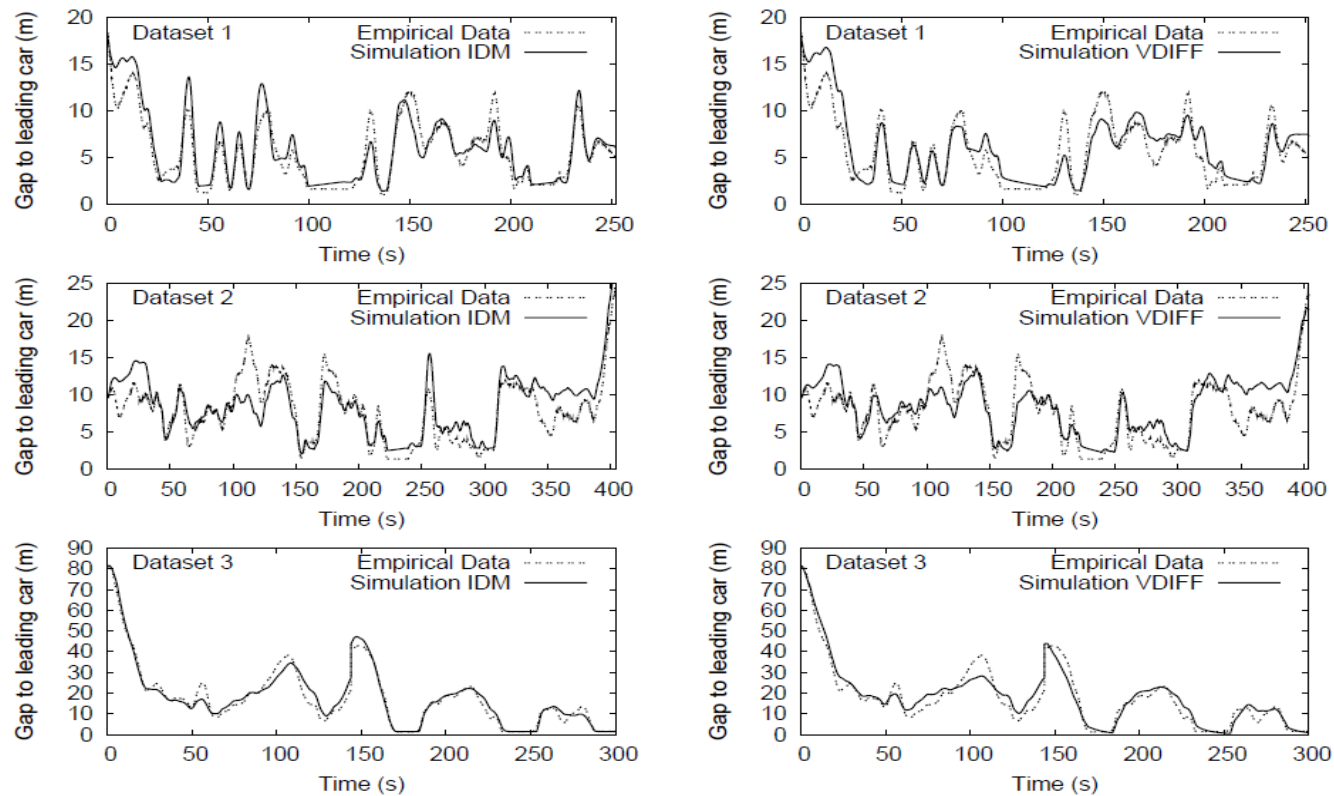 Gap to leading car (m)
20
15
10
5
0
Dataset 1
Empirical Data
Simulation IDM
0 50 100 150 200 250
Time (s)
Gap to leading car (m)
20
15
10
5
0
Dataset 1
Empirical Data
Simulation VDIFF
0 50 100 150 200 250
Time (s)
Gap to leading car (m)
25
20
15
10
5
0
Dataset 2
Empirical Data
Simulation IDM
0 50 100 150 200 250 300 350 400
Time (s)
Gap to leading car (m)
25
20
15
10
5
0
Dataset 2
Empirical Data
Simulation VDIFF
0 50 100 150 200 250 300 350 400
Time (s)
Gap to leading car (m)
90
80
70
60
50
40
30
20
10
0
Dataset 3
Empirical Data
Simulation IDM
0 50 100 150 200 250 300
Time (s)
Gap to leading car (m)
90
80
70
60
50
40
30
20
10
0
Dataset 3
Empirical Data
Simulation VDIFF
0 50 100 150 200 250 300
Time (s)